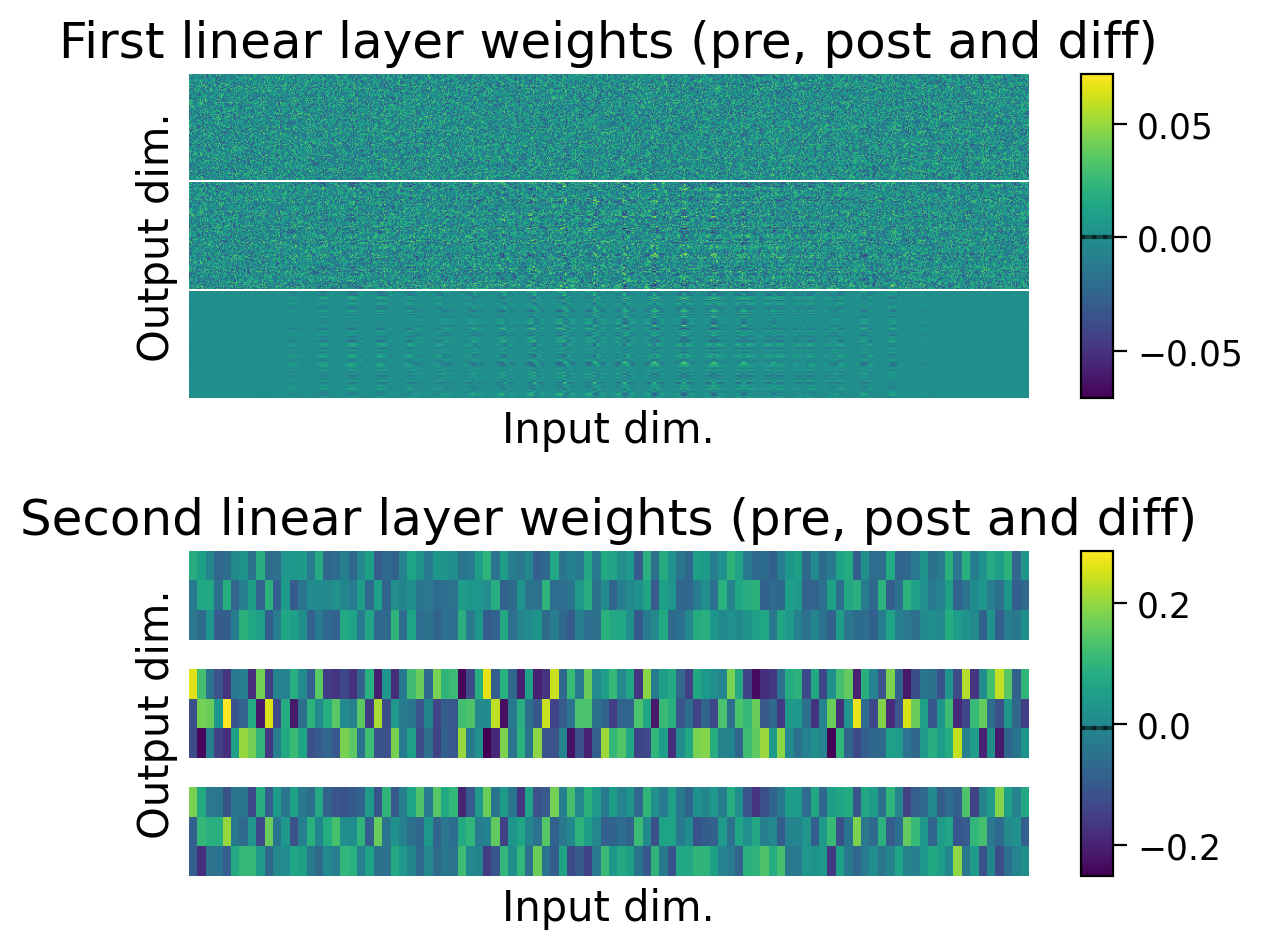 First linear layer weights (pre, post and diff)
Output dim.
0.05
0.00
−0.05
Input dim.
Second linear layer weights (pre, post and diff)
Output dim.
0.2
0.0
−0.2
Input dim.